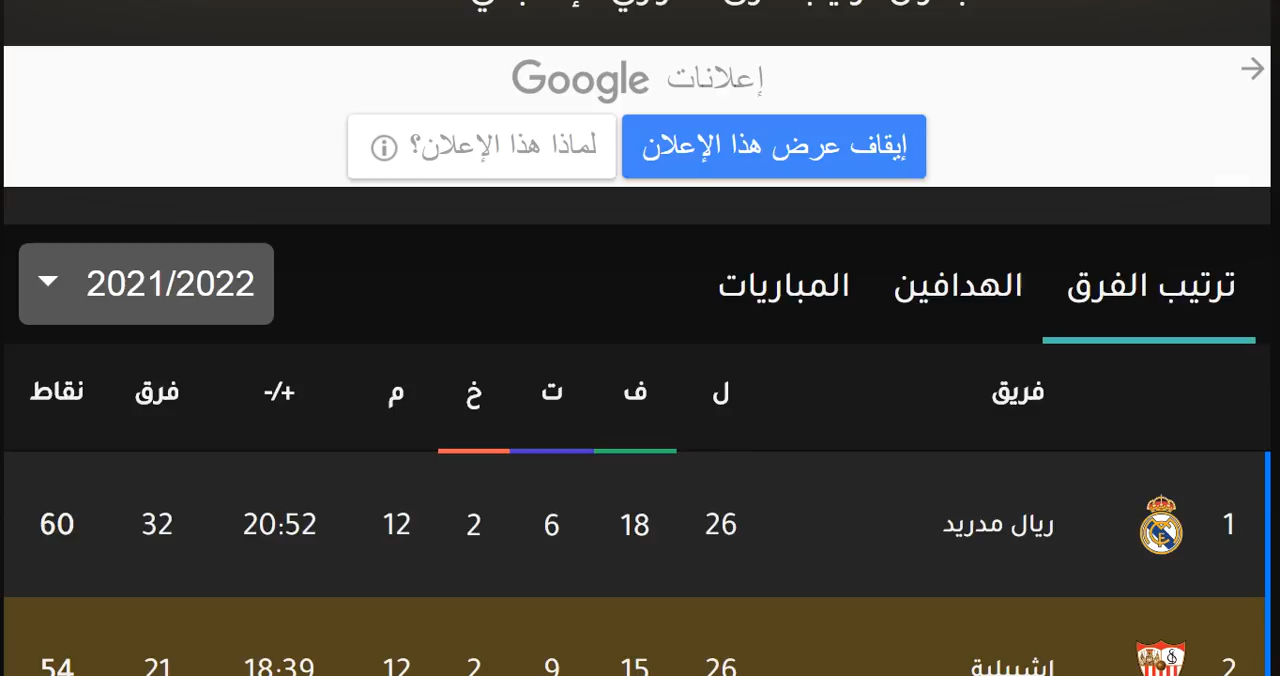 إعلانات Google
إيقاف عرض هذا الإعلان لماذا هذا الإعلان؟
ترتيب الفرق الهدافين المباريات 2021/2022
فريق ل ف ت خ م +/- فرق نقاط
1 ريال مدريد 26 18 6 2 12 20:52 32 60
2 إشبيلية 26 15 9 2 12 18:39 21 54